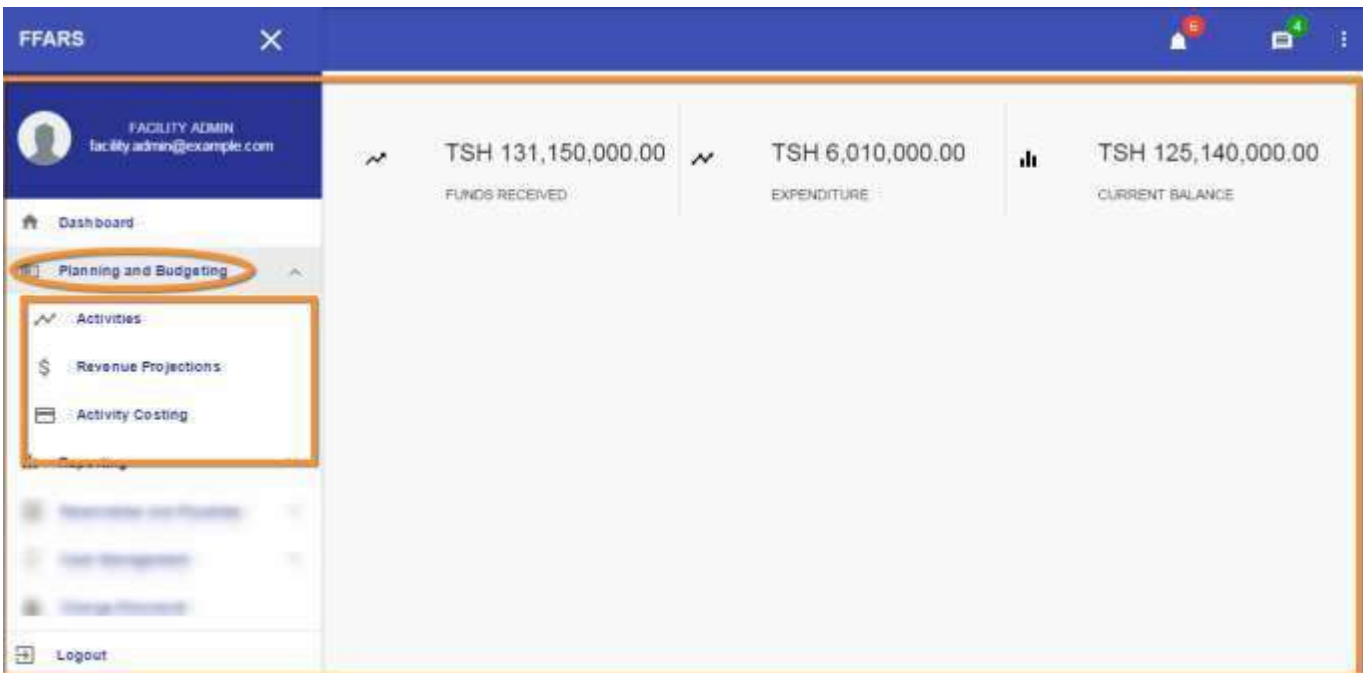 FFARS
6
4
FACILITY ADMIN
facility.admin@example.com
TSH 131,150,000.00
FUNDS RECEIVED
TSH 6,010,000.00
EXPENDITURE
TSH 125,140,000.00
CURRENT BALANCE
Dashboard
Planning and Budgeting
Activities
Revenue Projections
Activity Costing
Reporting
Logout